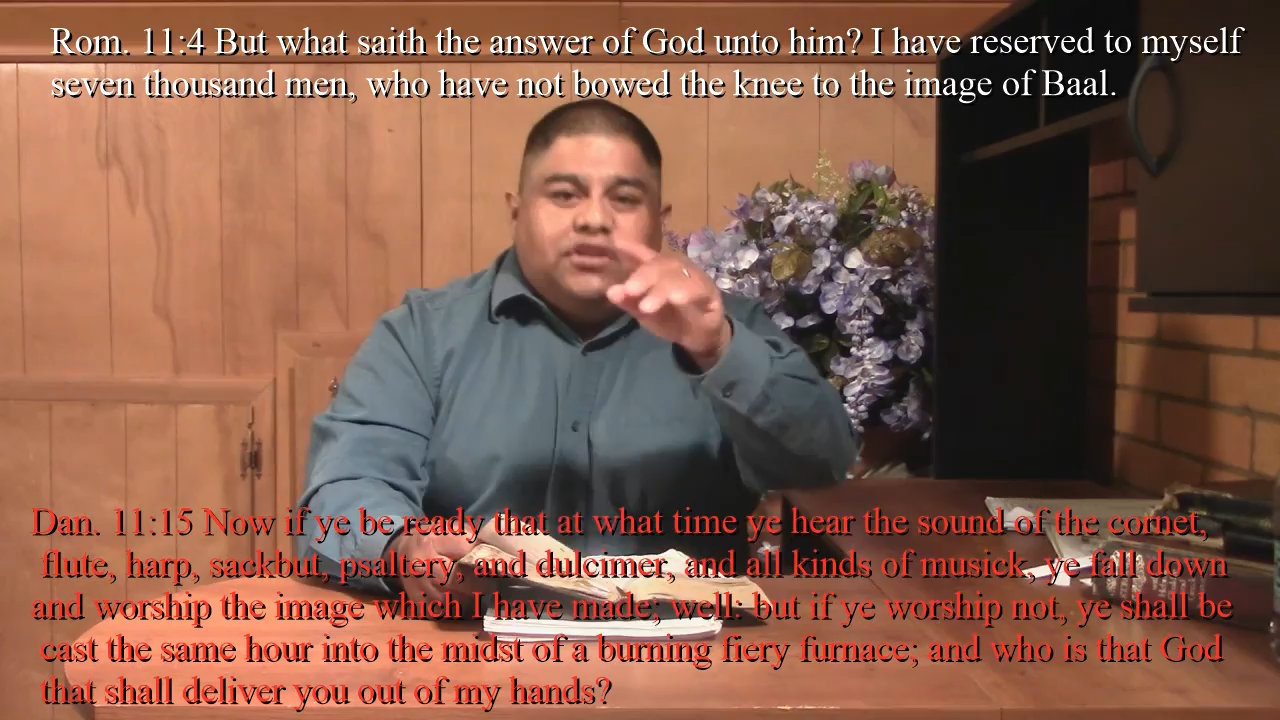 Rom. 11:4 But what saith the answer of God unto him? I have reserved to myself
seven thousand men, who have not bowed the knee to the image of Baal.
Dan. 11:15 Now if ye be ready that at what time ye hear the sound of the cornet,
flute, harp, sackbut, psaltery, and dulcimer, and all kinds of musick, ye fall down
and worship the image which I have made; well: but if ye worship not, ye shall be
cast the same hour into the midst of a burning fiery furnace; and who is that God
that shall deliver you out of my hands?